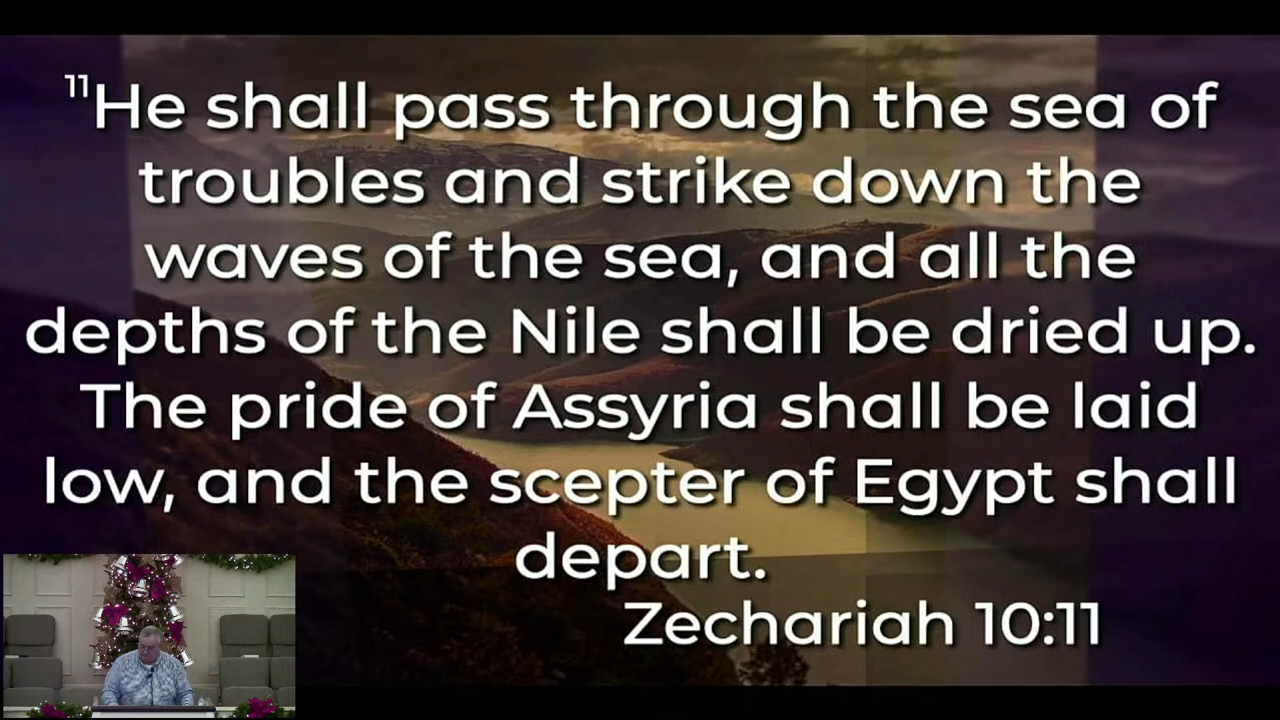 11He shall pass through the sea of
troubles and strike down the
waves of the sea, and all the
depths of the Nile shall be dried up.
The pride of Assyria shall be laid
low, and the scepter of Egypt shall
depart.
Zechariah 10:11